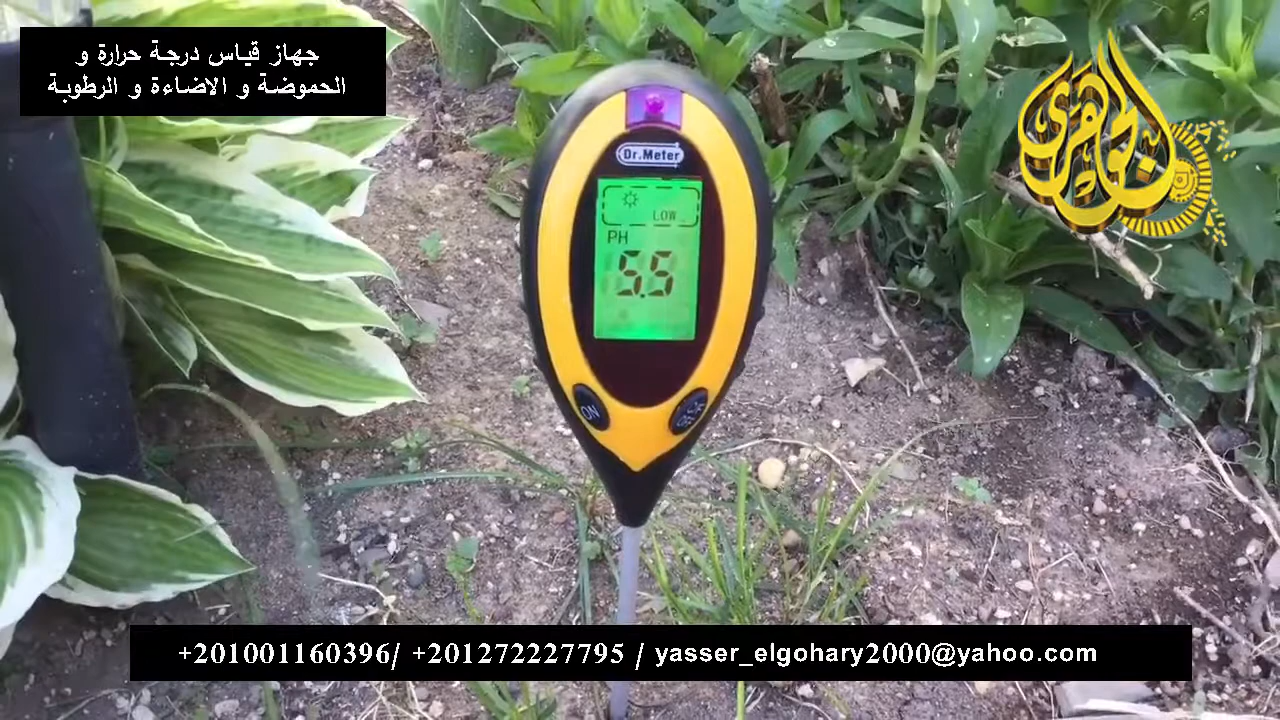 جهاز قياس درجة حرارة و
الحموضة و الاضاءة و الرطوبة
الجوهري
Dr.Meter
LOW
PH
5.5
ON
+201001160396/ +201272227795 / yasser_elgohary2000@yahoo.com